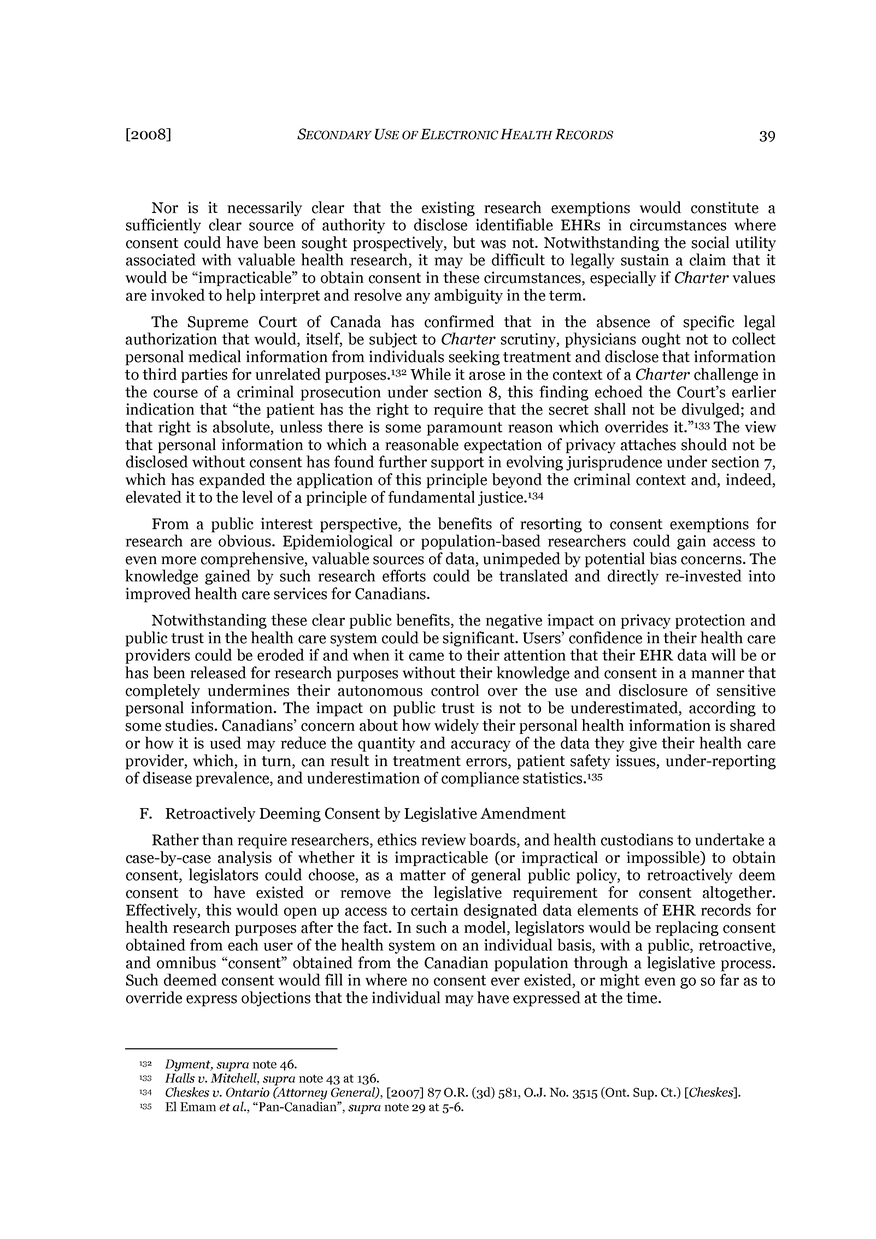 [2008] SECONDARY USE OF ELECTRONIC HEALTH RECORDS 39
Nor is it necessarily clear that the existing research exemptions would constitute a
sufficiently clear source of authority to disclose identifiable EHRs in circumstances where
consent could have been sought prospectively, but was not. Notwithstanding the social utility
associated with valuable health research, it may be difficult to legally sustain a claim that it
would be “impracticable” to obtain consent in these circumstances, especially if Charter values
are invoked to help interpret and resolve any ambiguity in the term.
The Supreme Court of Canada has confirmed that in the absence of specific legal
authorization that would, itself, be subject to Charter scrutiny, physicians ought not to collect
personal medical information from individuals seeking treatment and disclose that information
to third parties for unrelated purposes.132 While it arose in the context of a Charter challenge in
the course of a criminal prosecution under section 8, this finding echoed the Court’s earlier
indication that “the patient has the right to require that the secret shall not be divulged; and
that right is absolute, unless there is some paramount reason which overrides it.”133 The view
that personal information to which a reasonable expectation of privacy attaches should not be
disclosed without consent has found further support in evolving jurisprudence under section 7,
which has expanded the application of this principle beyond the criminal context and, indeed,
elevated it to the level of a principle of fundamental justice.134
From a public interest perspective, the benefits of resorting to consent exemptions for
research are obvious. Epidemiological or population-based researchers could gain access to
even more comprehensive, valuable sources of data, unimpeded by potential bias concerns. The
knowledge gained by such research efforts could be translated and directly re-invested into
improved health care services for Canadians.
Notwithstanding these clear public benefits, the negative impact on privacy protection and
public trust in the health care system could be significant. Users’ confidence in their health care
providers could be eroded if and when it came to their attention that their EHR data will be or
has been released for research purposes without their knowledge and consent in a manner that
completely undermines their autonomous control over the use and disclosure of sensitive
personal information. The impact on public trust is not to be underestimated, according to
some studies. Canadians’ concern about how widely their personal health information is shared
or how it is used may reduce the quantity and accuracy of the data they give their health care
provider, which, in turn, can result in treatment errors, patient safety issues, under-reporting
of disease prevalence, and underestimation of compliance statistics.135
F. Retroactively Deeming Consent by Legislative Amendment
Rather than require researchers, ethics review boards, and health custodians to undertake a
case-by-case analysis of whether it is impracticable (or impractical or impossible) to obtain
consent, legislators could choose, as a matter of general public policy, to retroactively deem
consent to have existed or remove the legislative requirement for consent altogether.
Effectively, this would open up access to certain designated data elements of EHR records for
health research purposes after the fact. In such a model, legislators would be replacing consent
obtained from each user of the health system on an individual basis, with a public, retroactive,
and omnibus “consent” obtained from the Canadian population through a legislative process.
Such deemed consent would fill in where no consent ever existed, or might even go so far as to
override express objections that the individual may have expressed at the time.
132 Dyment, supra note 46.
133 Halls v. Mitchell, supra note 43 at 136.
134 Cheskes v. Ontario (Attorney General), [2007] 87 O.R. (3d) 581, O.J. No. 3515 (Ont. Sup. Ct.) [Cheskes].
135 El Emam et al., “Pan-Canadian”, supra note 29 at 5-6.